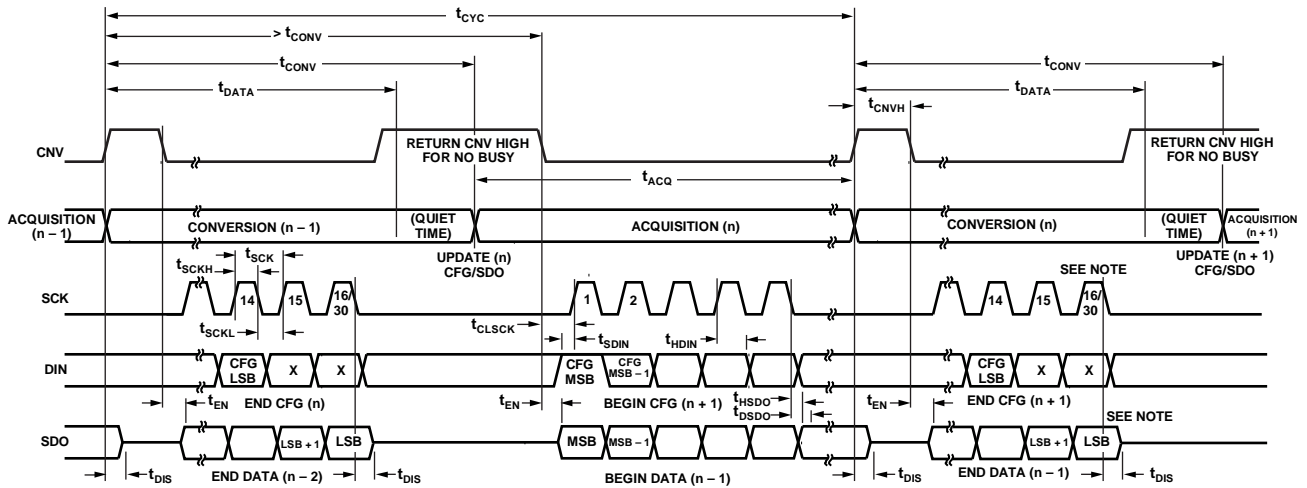 tCYC
> tCONV
tCONV
tCONV
tDATA
tDATA
tCNVH
CNV
RETURN CNV HIGH
FOR NO BUSY
RETURN CNV HIGH
FOR NO BUSY
tACQ
ACQUISITION
(n – 1)
CONVERSION (n – 1)
(QUIET
TIME)
ACQUISITION (n)
CONVERSION (n)
(QUIET
TIME)
ACQUISITION
(n + 1)
UPDATE (n)
CFG/SDO
UPDATE (n + 1)
CFG/SDO
tSCKH
tSCK
SEE NOTE
SCK
14
15
16/
30
1
2
14
15
16/
30
tSCKL
tCLSCK
tSDIN
tHDIN
DIN
CFG
LSB
X
X
CFG
MSB
CFG
MSB–1
CFG
LSB
X
X
tEN
END CFG (n)
tEN
BEGIN CFG (n + 1)
tHSDO
tDSDO
tEN
END CFG (n + 1)
SEE NOTE
SDO
LSB + 1
LSB
MSB
MSB – 1
LSB + 1
LSB
tDIS
END DATA (n – 2)
tDIS
BEGIN DATA (n – 1)
tDIS
END DATA (n – 1)
tDIS